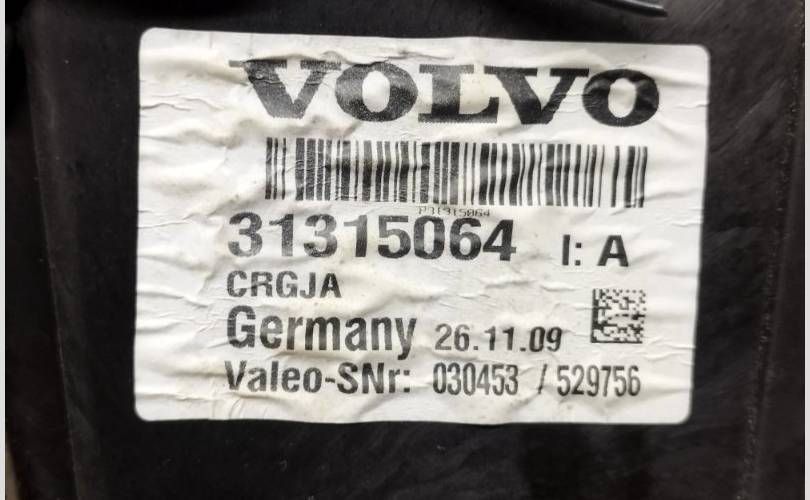 VOLVO
P31315064
31315064 I: A
CRGJA
Germany 26.11.09
Valeo-SNr: 030453 / 529756